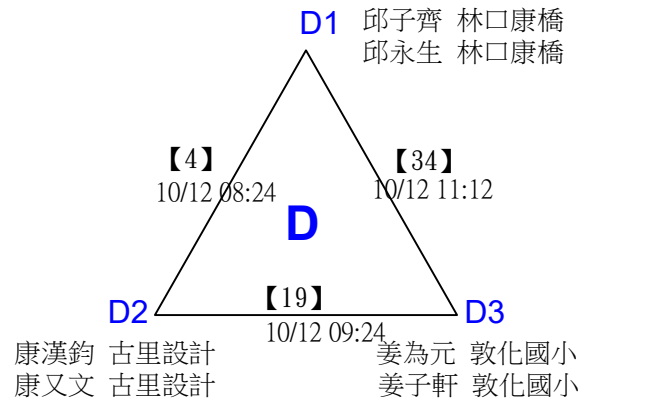 D1 邱子齊 林口康橋
邱永生 林口康橋
【4】
10/12 08:24
【34】
10/12 11:12
D
【19】
10/12 09:24
D2
D3
康漢鈞 古里設計
康又文 古里設計
姜為元 敦化國小
姜子軒 敦化國小